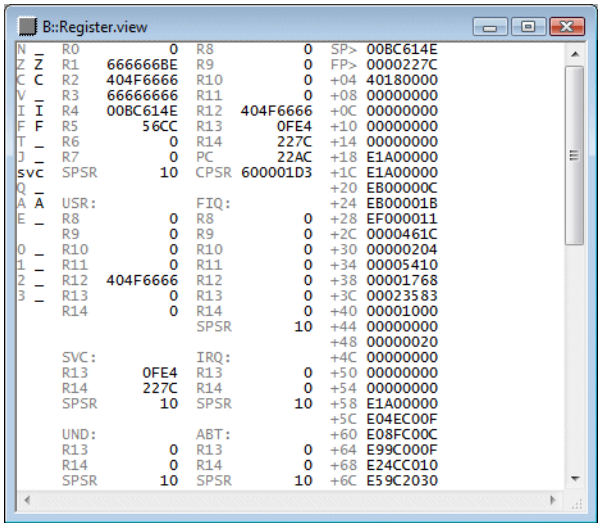 B::Register.view
N _ R0 0 R8 0 SP> 00BC614E
Z Z R1 666666BE R9 0 FP> 0000227C
C C R2 404F6666 R10 0 +04 40180000
V _ R3 66666666 R11 0 +08 00000000
I I R4 00BC614E R12 404F6666 +0C 00000000
F F R5 56CC R13 0FE4 +10 00000000
T _ R6 0 R14 227C +14 00000000
J _ R7 0 PC 22AC +18 E1A00000
svc SPSR 10 CPSR 600001D3 +1C E1A00000
Q _ +20 EB00000C
A A USR: FIQ: +24 EB00001B
E _ R8 0 R8 0 +28 EF000011
R9 0 R9 0 +2C 0000461C
0 _ R10 0 R10 0 +30 00000204
1 _ R11 0 R11 0 +34 00005410
2 _ R12 404F6666 R12 0 +38 00001768
3 _ R13 0 R13 0 +3C 00023583
R14 0 R14 0 +40 00001000
SPSR 10 +44 00000000
+48 00000020
SVC: IRQ: +4C 00000000
R13 0FE4 R13 0 +50 00000000
R14 227C R14 0 +54 00000000
SPSR 10 SPSR 10 +58 E1A00000
+5C E04EC00F
UND: ABT: +60 E08FC00C
R13 0 R13 0 +64 E99C000F
R14 0 R14 0 +68 E24CC010
SPSR 10 SPSR 10 +6C E59C2030